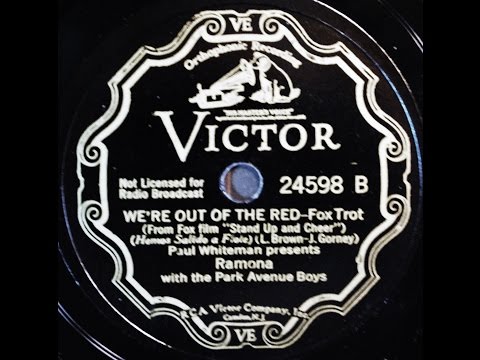 VE
Orthophonic Recording
"HIS MASTER'S VOICE"
VICTOR
Not Licensed for
Radio Broadcast
24598 B
WE'RE OUT OF THE RED—Fox Trot
(From Fox film "Stand Up and Cheer")
(Hemos Salido a Flote) (L. Brown-J. Gorney)
Paul Whiteman presents
Ramona
with the Park Avenue Boys
RCA Victor Company, Inc.
Camden, N.J.
VE